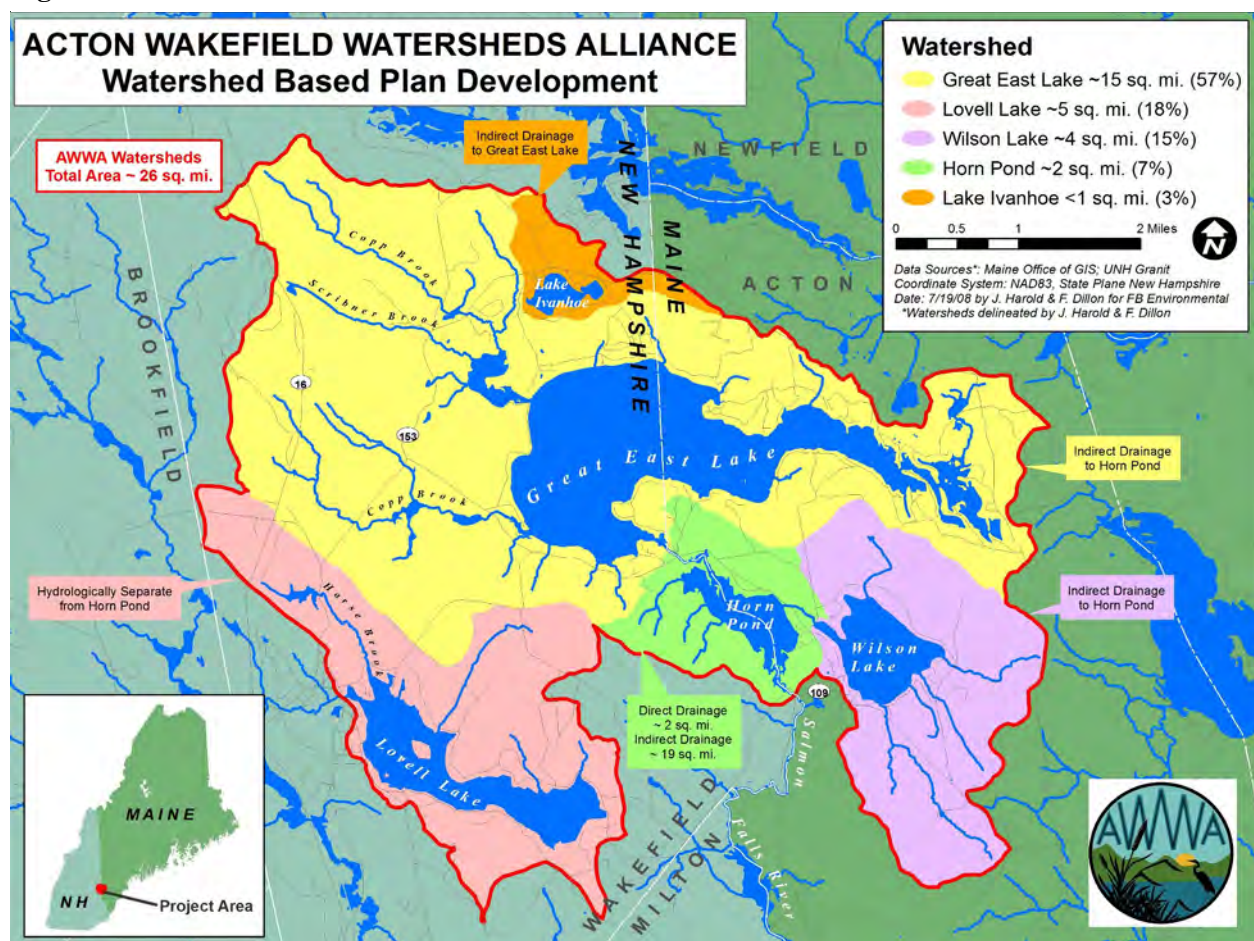 ACTON WAKEFIELD WATERSHEDS ALLIANCE
Watershed Based Plan Development
Watershed
Great East Lake ~15 sq. mi. (57%)
Lovell Lake ~5 sq. mi. (18%)
Wilson Lake ~4 sq. mi. (15%)
Horn Pond ~2 sq. mi. (7%)
Lake Ivanhoe <1 sq. mi. (3%)
0 0.5 1 2 Miles
N
Data Sources*: Maine Office of GIS; UNH Granit
Coordinate System: NAD83, State Plane New Hampshire
Date: 7/19/08 by J. Harold & F. Dillon for FB Environmental
*Watersheds delineated by J. Harold & F. Dillon
AWWA Watersheds
Total Area ~ 26 sq. mi.
Indirect Drainage
to Great East Lake
NEW HAMPSHIRE
MAINE
NEWFIELD
ACTON
BROOKFIELD
Copp Brook
Scribner Brook
Lake
Ivanhoe
16
153
Great East Lake
Copp Brook
Indirect Drainage
to Horn Pond
Hydrologically Separate
from Horn Pond
Horse Brook
Horn
Pond
Wilson
Lake
Indirect Drainage
to Horn Pond
109
Direct Drainage
~ 2 sq. mi.
Indirect Drainage
~ 19 sq. mi.
Lovell Lake
Salmon
Falls River
WAKEFIELD
MILTON
MAINE
NH
Project Area
AWWA